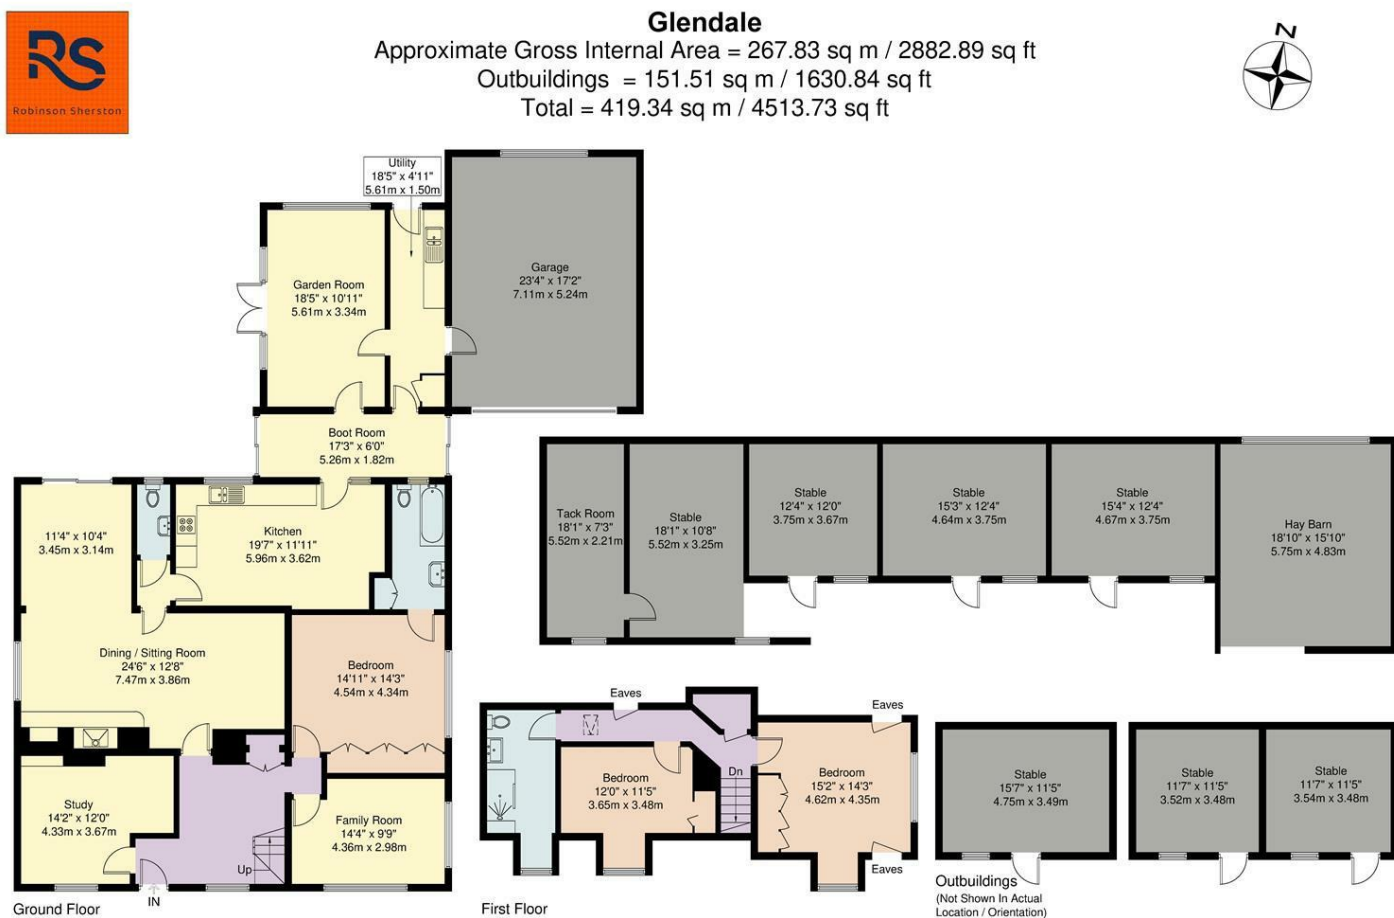 RS
Robinson Sherston
Glendale
Approximate Gross Internal Area = 267.83 sq m / 2882.89 sq ft
Outbuildings = 151.51 sq m / 1630.84 sq ft
Total = 419.34 sq m / 4513.73 sq ft
N
Utility
18'5" x 4'11"
5.61m x 1.50m
Garage
23'4" x 17'2"
7.11m x 5.24m
Garden Room
18'5" x 10'11"
5.61m x 3.34m
Boot Room
17'3" x 6'0"
5.26m x 1.82m
11'4" x 10'4"
3.45m x 3.14m
Kitchen
19'7" x 11'11"
5.96m x 3.62m
Dining / Sitting Room
24'6" x 12'8"
7.47m x 3.86m
Bedroom
14'11" x 14'3"
4.54m x 4.34m
Study
14'2" x 12'0"
4.33m x 3.67m
Family Room
14'4" x 9'9"
4.36m x 2.98m
Up
IN
Ground Floor
Tack Room
18'1" x 7'3"
5.52m x 2.21m
Stable
18'1" x 10'8"
5.52m x 3.25m
Stable
12'4" x 12'0"
3.75m x 3.67m
Stable
15'3" x 12'4"
4.64m x 3.75m
Stable
15'4" x 12'4"
4.67m x 3.75m
Hay Barn
18'10" x 15'10"
5.75m x 4.83m
Eaves
Eaves
Bedroom
12'0" x 11'5"
3.65m x 3.48m
Dn
Bedroom
15'2" x 14'3"
4.62m x 4.35m
Eaves
First Floor
Stable
15'7" x 11'5"
4.75m x 3.49m
Stable
11'7" x 11'5"
3.52m x 3.48m
Stable
11'7" x 11'5"
3.54m x 3.48m
Outbuildings
(Not Shown In Actual
Location / Orientation)